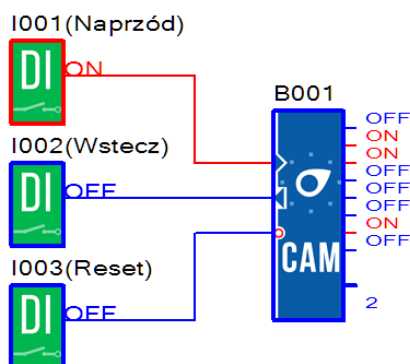 I001(Naprzód)
DI
ON
I002(Wstecz)
DI
OFF
I003(Reset)
DI
OFF
B001
CAM
OFF
ON
ON
OFF
OFF
OFF
ON
OFF
2